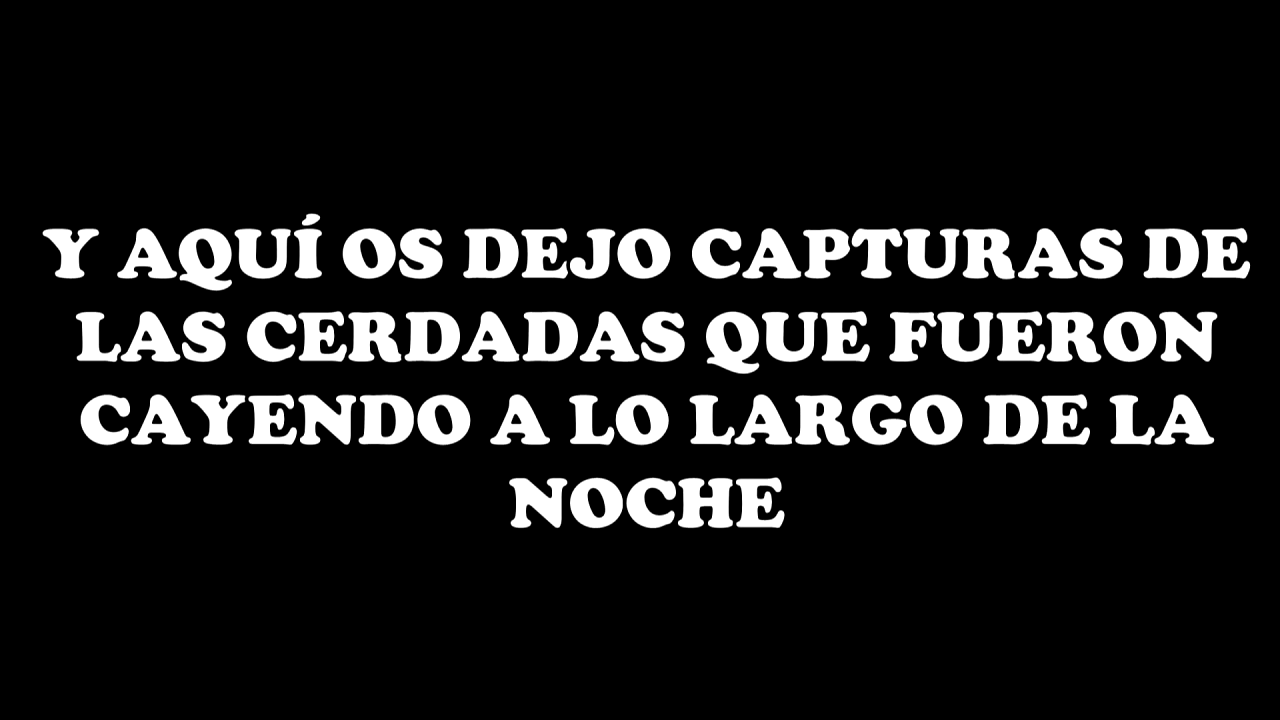 Y AQUÍ OS DEJO CAPTURAS DE
LAS CERDADAS QUE FUERON
CAYENDO A LO LARGO DE LA
NOCHE